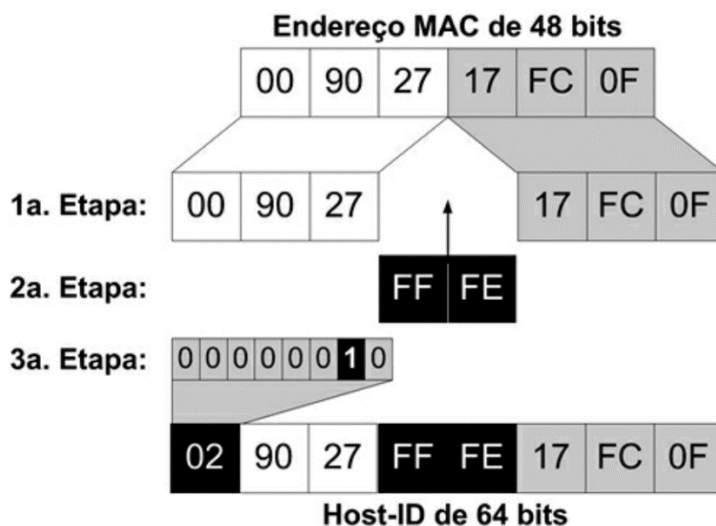 Endereço MAC de 48 bits
00 90 27 17 FC 0F
1a. Etapa: 00 90 27 17 FC 0F
2a. Etapa: FF FE
3a. Etapa: 0 0 0 0 0 0 1 0
02 90 27 FF FE 17 FC 0F
Host-ID de 64 bits